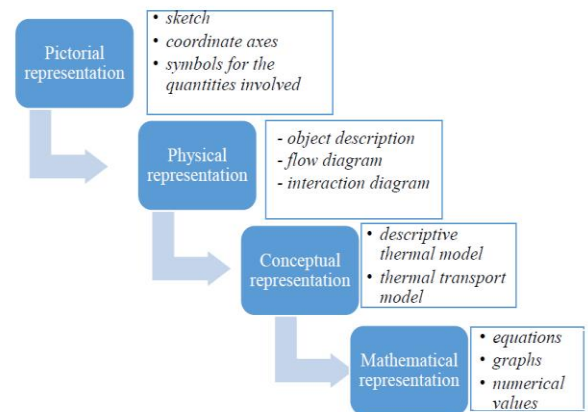 Pictorial
representation
• sketch
• coordinate axes
• symbols for the
quantities involved
Physical
representation
- object description
- flow diagram
- interaction diagram
Conceptual
representation
• descriptive
thermal model
• thermal transport
model
Mathematical
representation
• equations
• graphs
• numerical
values